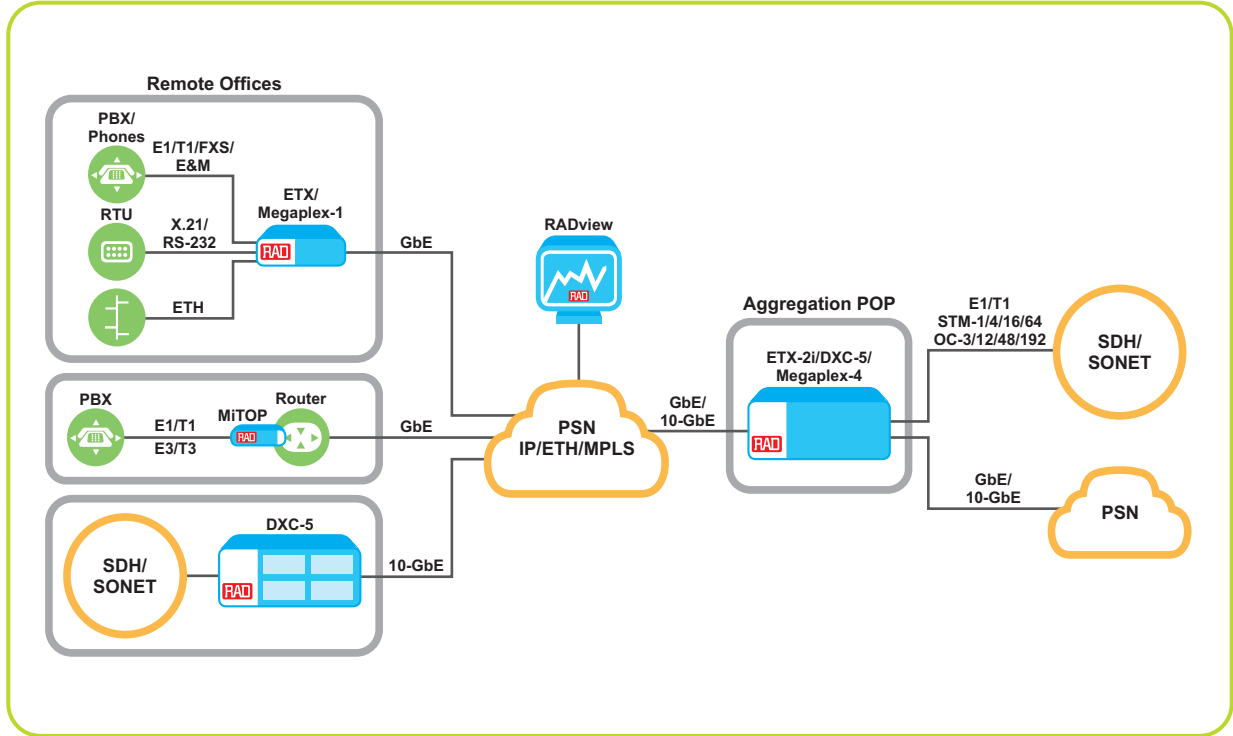 Remote Offices
PBX/
Phones
E1/T1/FXS/
E&M
RTU
X.21/
RS-232
ETH
ETX/
Megaplex-1
RAD
GbE
PBX
E1/T1
E3/T3
MiTOP
RAD
Router
GbE
SDH/
SONET
DXC-5
RAD
10-GbE
RADview
RAD
PSN
IP/ETH/MPLS
GbE/
10-GbE
Aggregation POP
ETX-2i/DXC-5/
Megaplex-4
RAD
E1/T1
STM-1/4/16/64
OC-3/12/48/192
SDH/
SONET
GbE/
10-GbE
PSN